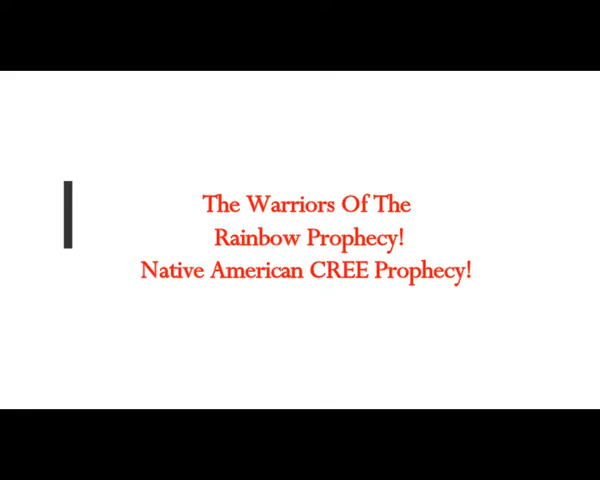 The Warriors Of The
Rainbow Prophecy!
Native American CREE Prophecy!